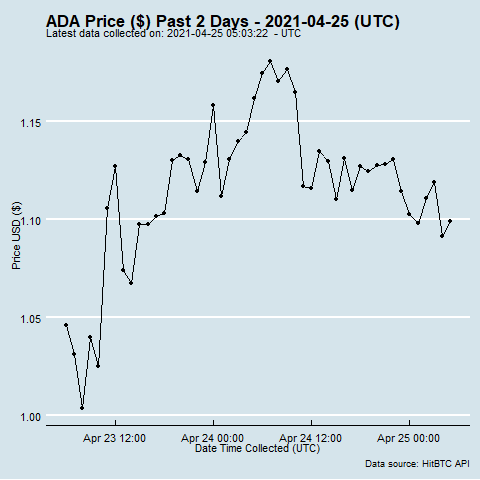 ADA Price ($) Past 2 Days - 2021-04-25 (UTC)
Latest data collected on: 2021-04-25 05:03:22  - UTC
1.15
1.10
1.05
1.00
Price USD ($)
Apr 23 12:00
Apr 24 00:00
Apr 24 12:00
Apr 25 00:00
Date Time Collected (UTC)
Data source: HitBTC API